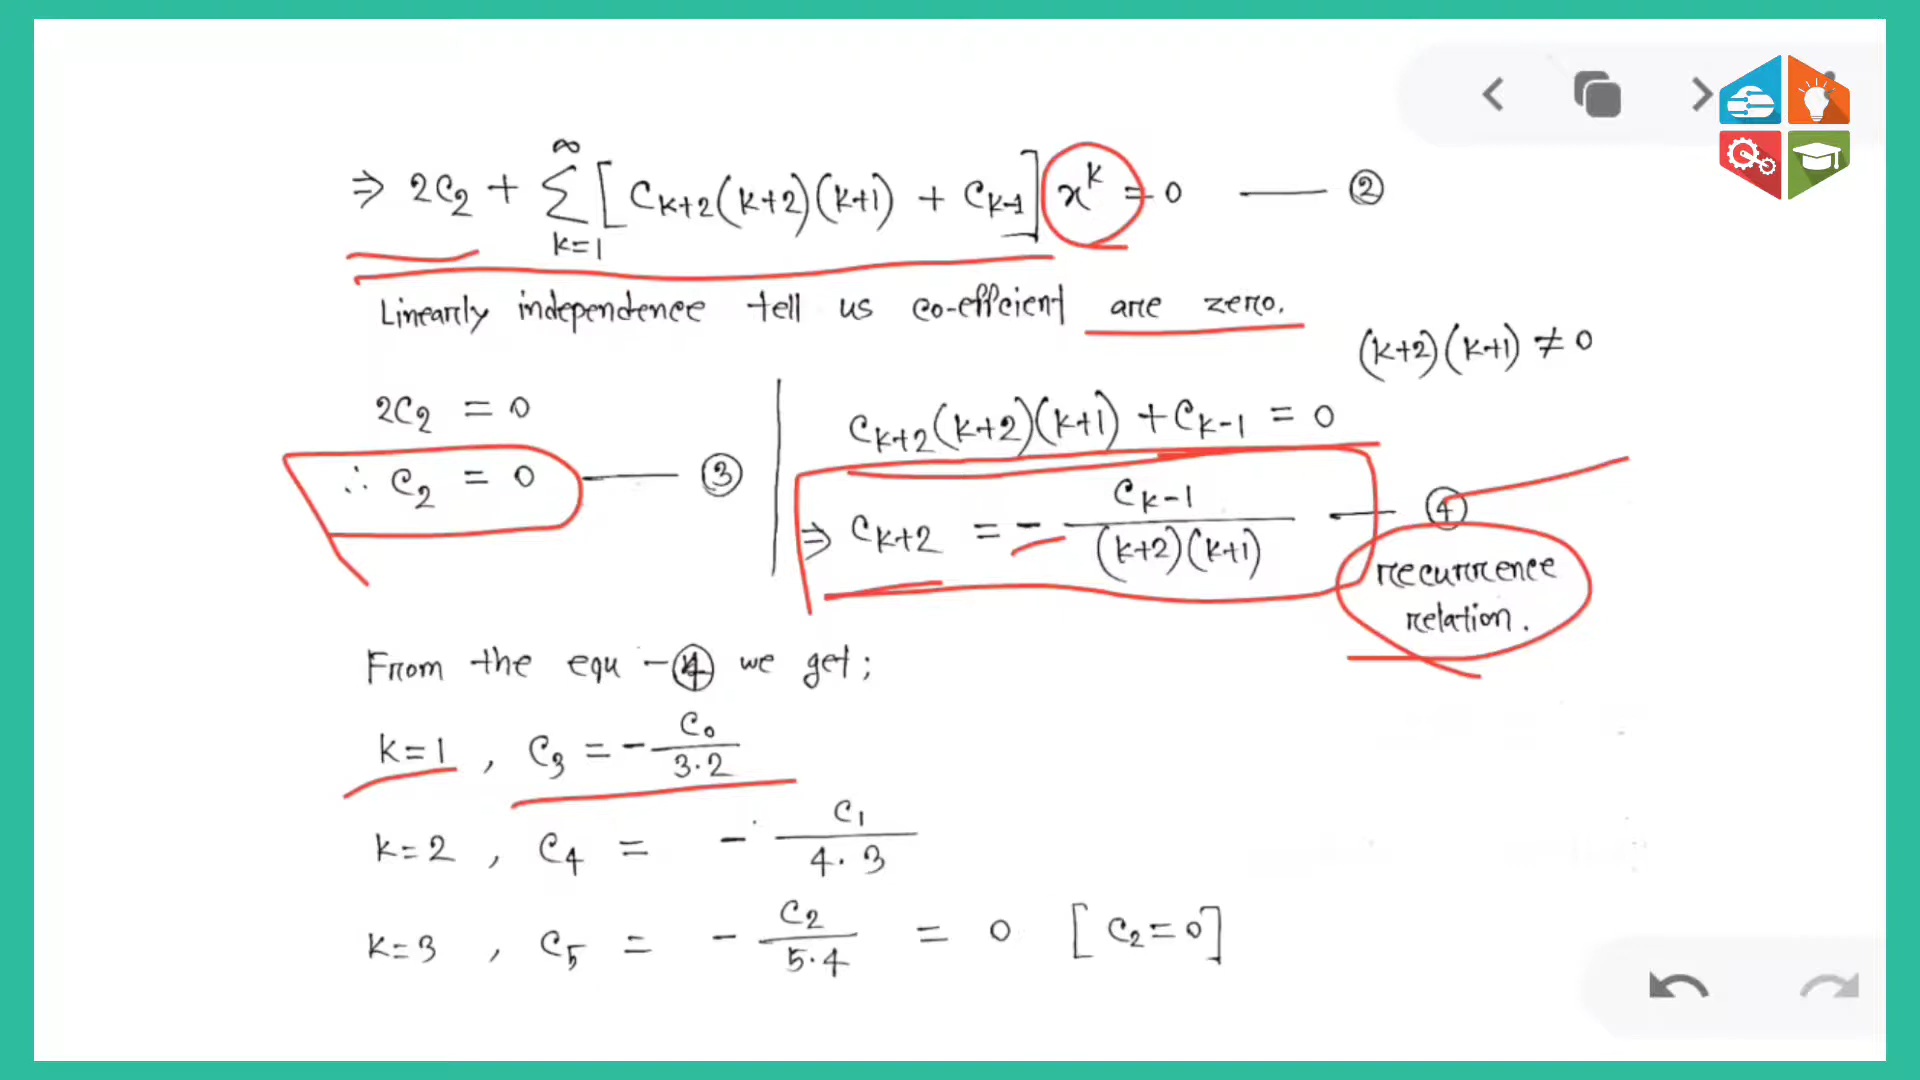 ⇒ 2C₂ + ∑_{k=1}^{∞} [C_{k+2}(k+2)(k+1) + C_{k-1}] x^k = 0 —— ②
Linearly independence tell us co-efficient are zero.
(k+2)(k+1) ≠ 0
2C₂ = 0
∴ C₂ = 0 —— ③
C_{k+2}(k+2)(k+1) + C_{k-1} = 0
⇒ C_{k+2} = - C_{k-1} / (k+2)(k+1) —— ④
recurrence
relation.
From the equ -④ we get;
k=1 , C₃ = - C₀ / 3·2
k=2 , C₄ = - C₁ / 4·3
k=3 , C₅ = - C₂ / 5·4 = 0 [C₂=0]